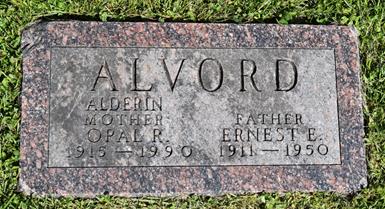 ALVORD
ALDERIN
MOTHER
OPAL R.
1915 — 1990
FATHER
ERNEST E.
1911 — 1950